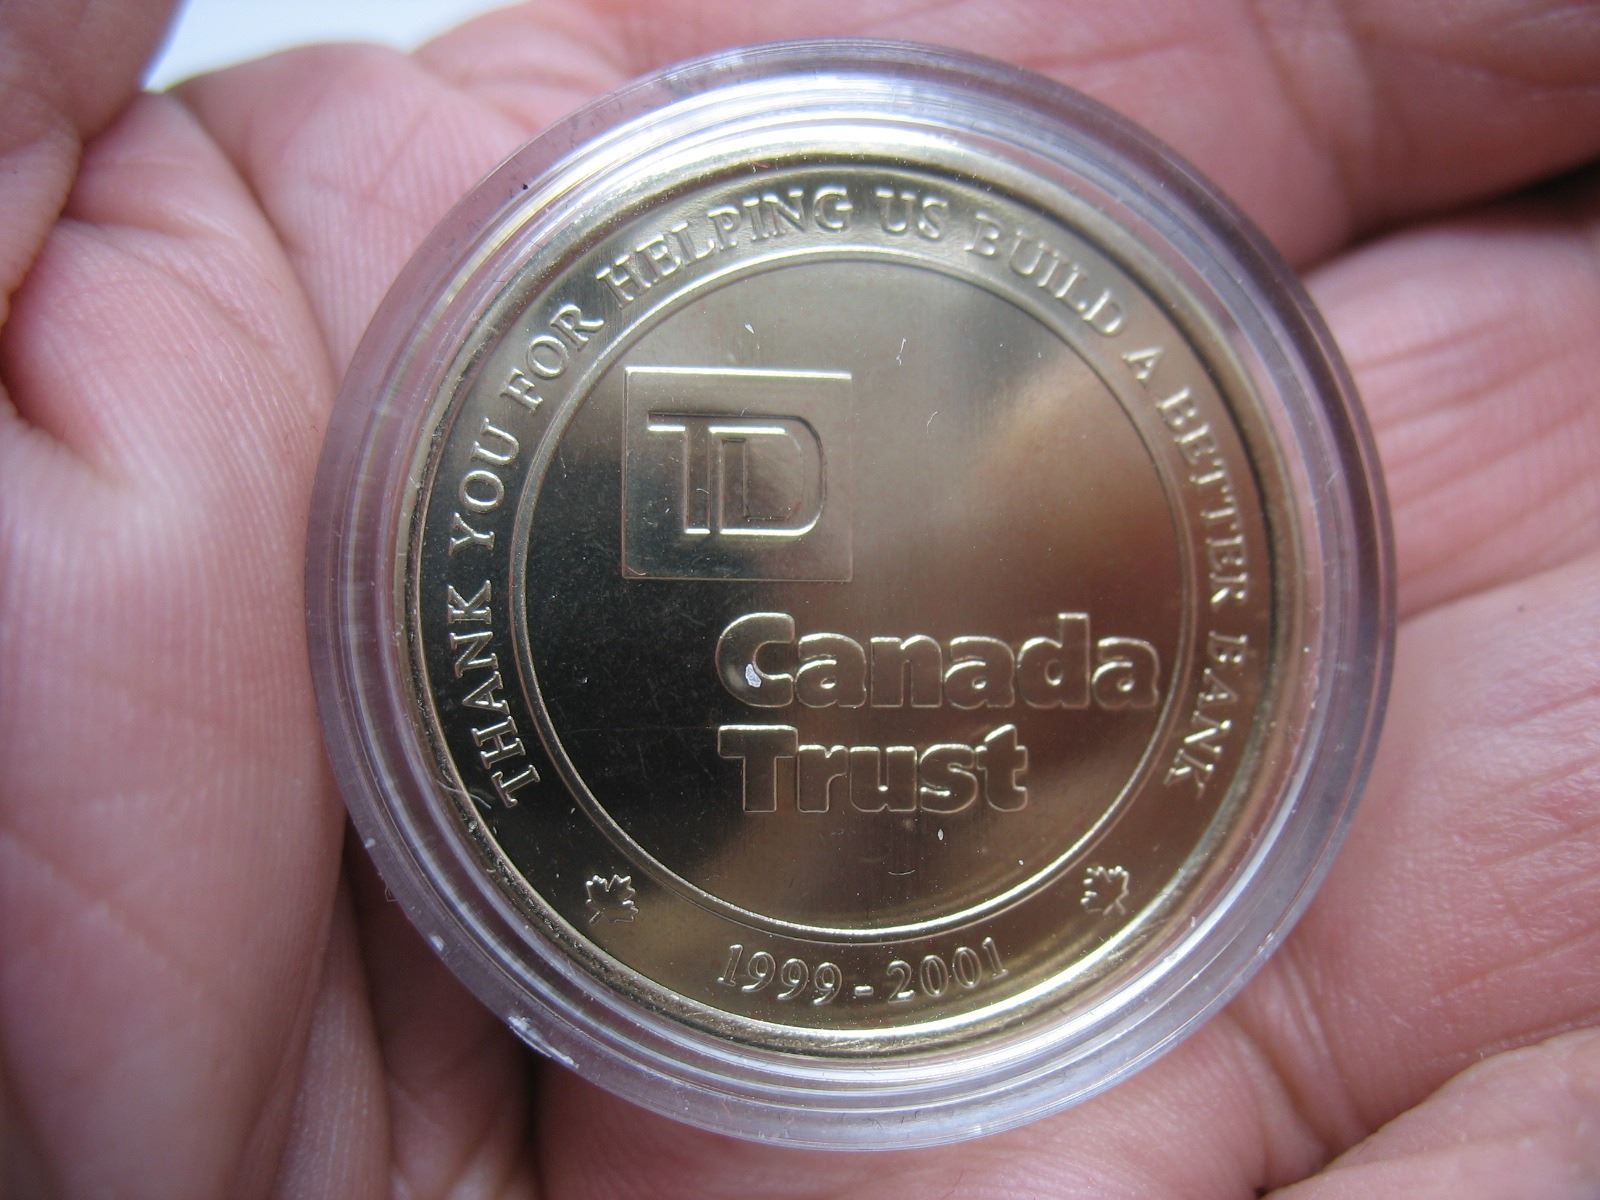 THANK YOU FOR HELPING US BUILD A BETTER BANK
TD
Canada
Trust
1999 - 2001